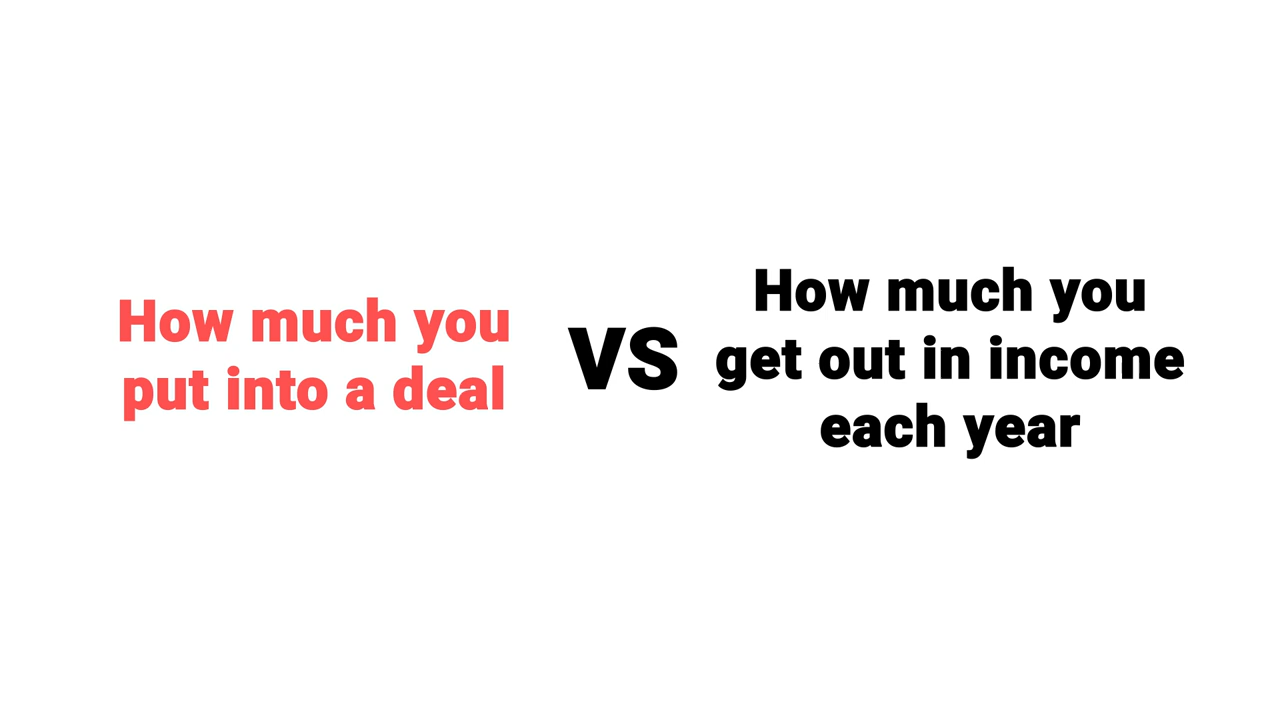 How much you
put into a deal
VS
How much you
get out in income
each year